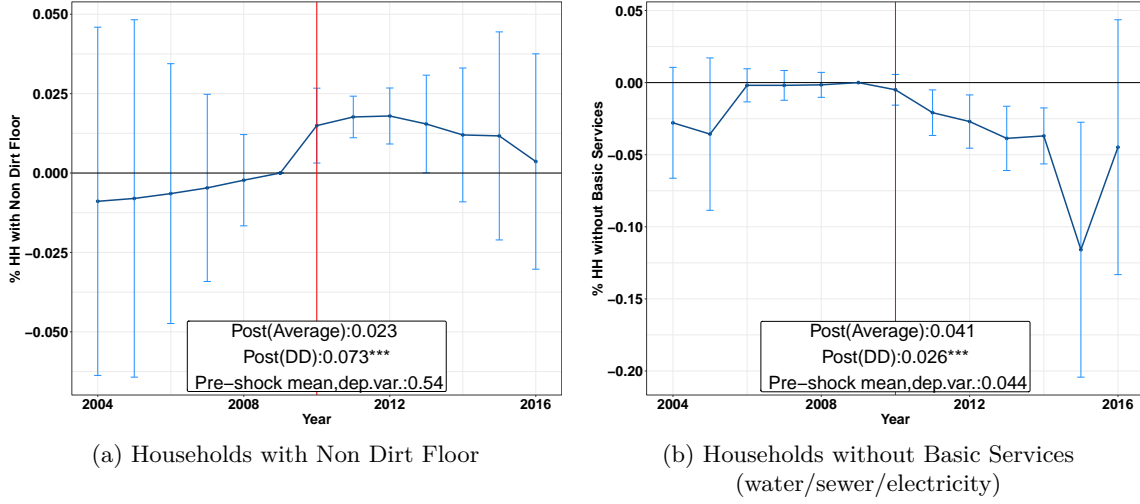 0.050
0.025
0.000
−0.025
−0.050
% HH with Non Dirt Floor
Post(Average):0.023
Post(DD):0.073***
Pre−shock mean,dep.var.:0.54
2004 2008 2012 2016
Year
(a) Households with Non Dirt Floor
0.05
0.00
−0.05
−0.10
−0.15
−0.20
% HH without Basic Services
Post(Average):0.041
Post(DD):0.026***
Pre−shock mean,dep.var.:0.044
2004 2008 2012 2016
Year
(b) Households without Basic Services
(water/sewer/electricity)